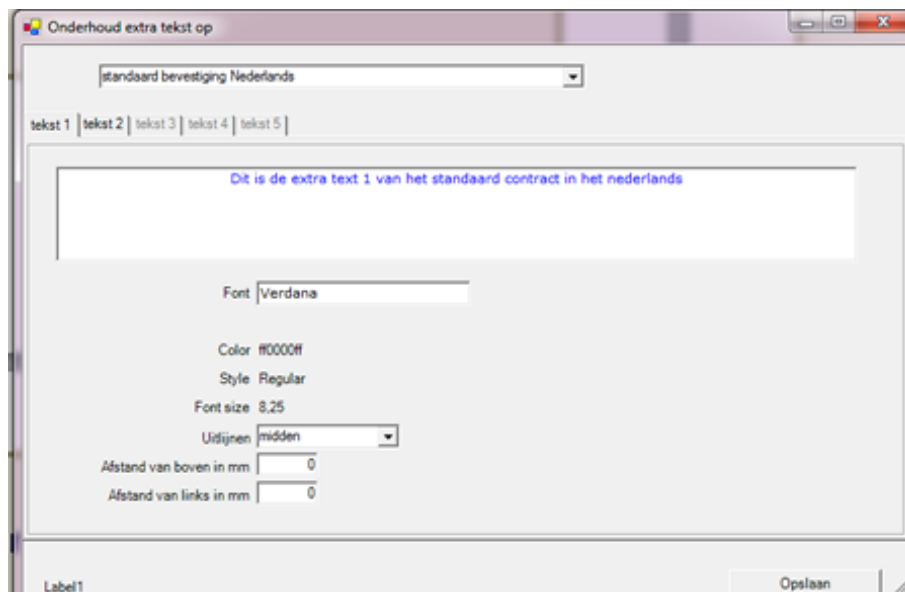 Onderhoud extra tekst op
standaard bevestiging Nederlands
tekst 1 tekst 2 tekst 3 tekst 4 tekst 5
Dit is de extra text 1 van het standaard contract in het nederlands
Font Verdana
Color ff0000ff
Style Regular
Font size 8,25
Uitlijnen midden
Afstand van boven in mm 0
Afstand van links in mm 0
Label1 Opslaan